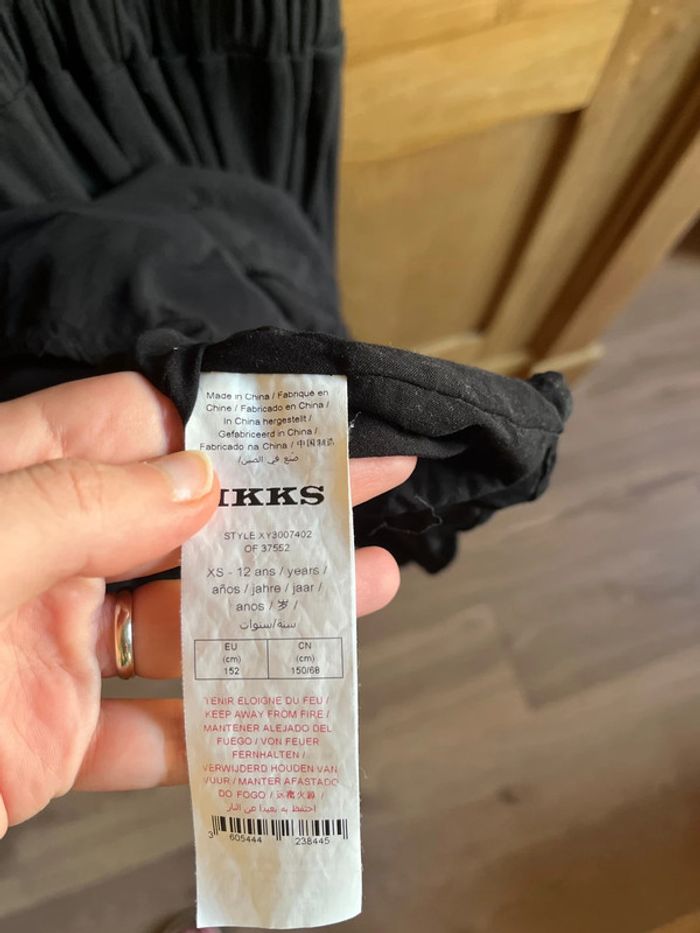 Made in China / Fabriqué en
Chine / Fabricado en China /
In China hergestellt /
Gefabriceerd in China /
Fabricado na China / 中国制造
/صنع في الصين
IKKS
STYLE XY3007402
OF 37552
XS - 12 ans / years /
años / jahre / jaar /
anos / 岁 /
سنة/سنوات
EU CN
(cm) (cm)
152 150/68
TENIR ELOIGNE DU FEU /
KEEP AWAY FROM FIRE /
MANTENER ALEJADO DEL
FUEGO / VON FEUER
FERNHALTEN /
VERWIJDERD HOUDEN VAN
VUUR / MANTER AFASTADO
DO FOGO / 远离火源 /
احتفظ به بعيدا عن النار
3 605444 238445